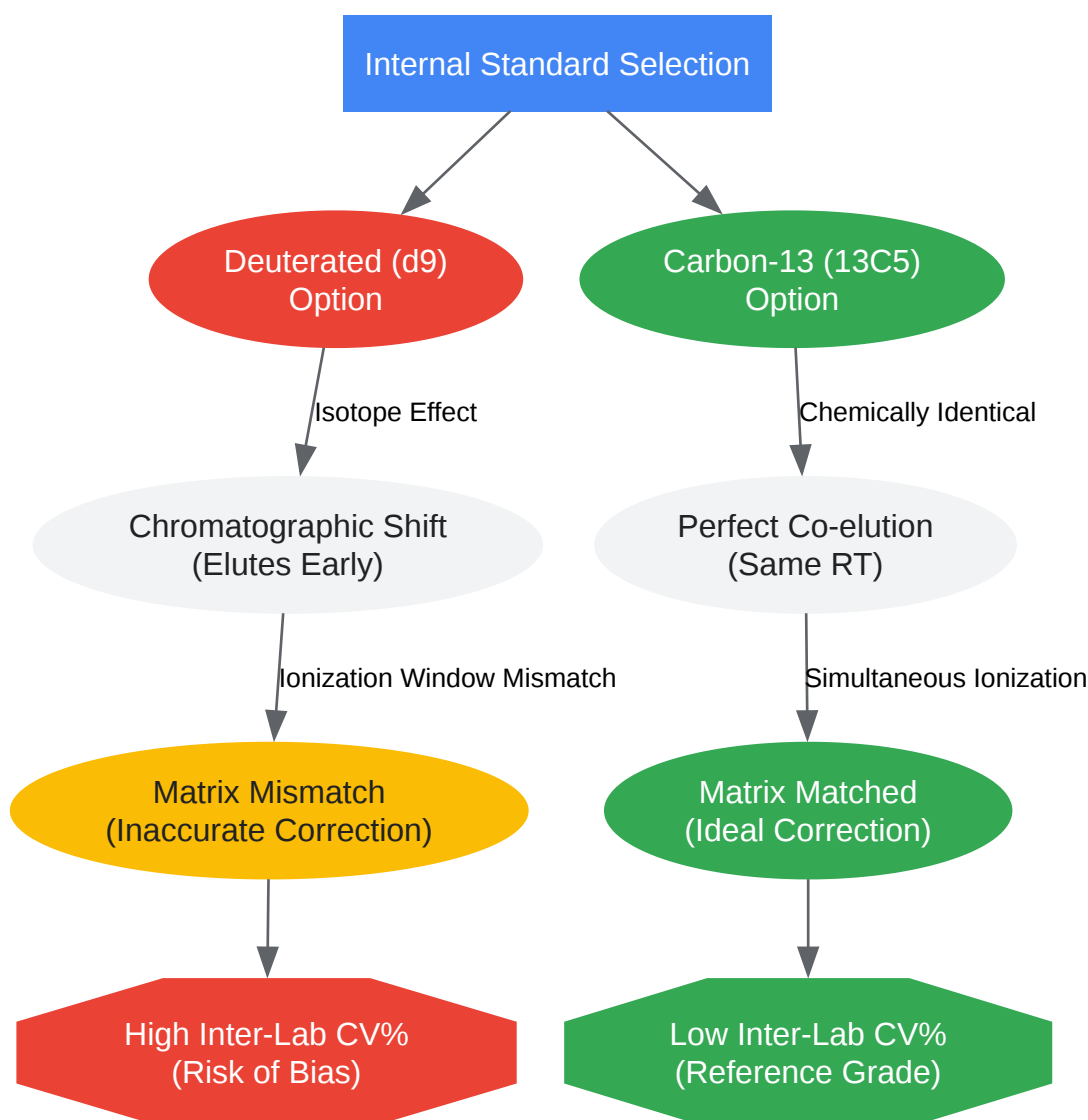 Internal Standard Selection
Deuterated (d9)
Option
Carbon-13 (13C5)
Option
Isotope Effect
Chemically Identical
Chromatographic Shift
(Elutes Early)
Perfect Co-elution
(Same RT)
Ionization Window Mismatch
Simultaneous Ionization
Matrix Mismatch
(Inaccurate Correction)
Matrix Matched
(Ideal Correction)
High Inter-Lab CV%
(Risk of Bias)
Low Inter-Lab CV%
(Reference Grade)